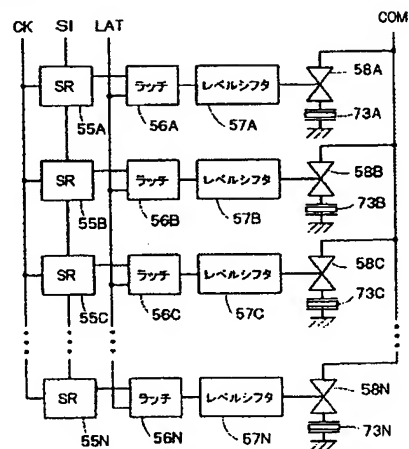 CK SI LAT COM
SR ラッチ レベルシフタ 58A
55A 56A 57A 73A
SR ラッチ レベルシフタ 58B
55B 56B 57B 73B
SR ラッチ レベルシフタ 58C
55C 56C 57C 73C
SR ラッチ レベルシフタ 58N
55N 56N 57N 73N